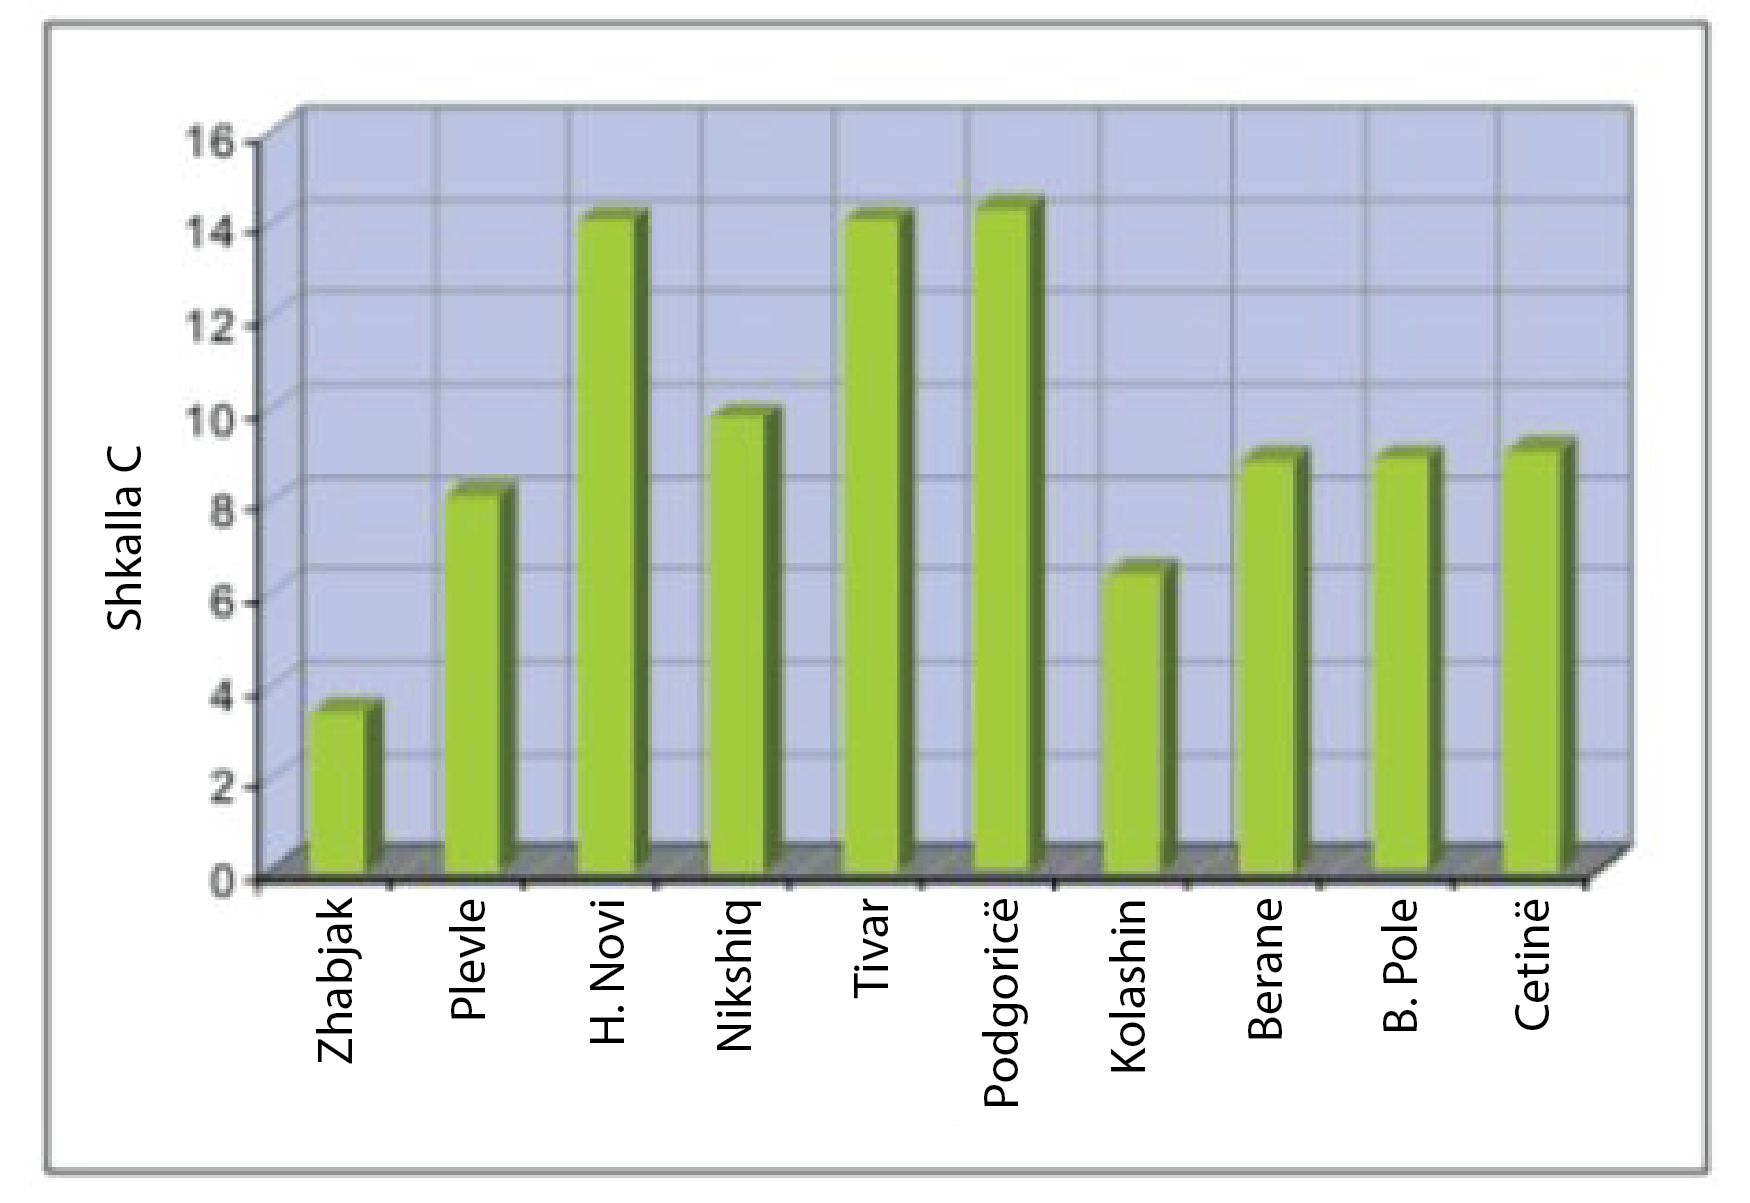 Shkalla C
16
14
12
10
8
6
4
2
0
Zhabjak
Plevle
H. Novi
Nikshiq
Tivar
Podgoricë
Kolashin
Berane
B. Pole
Cetinë